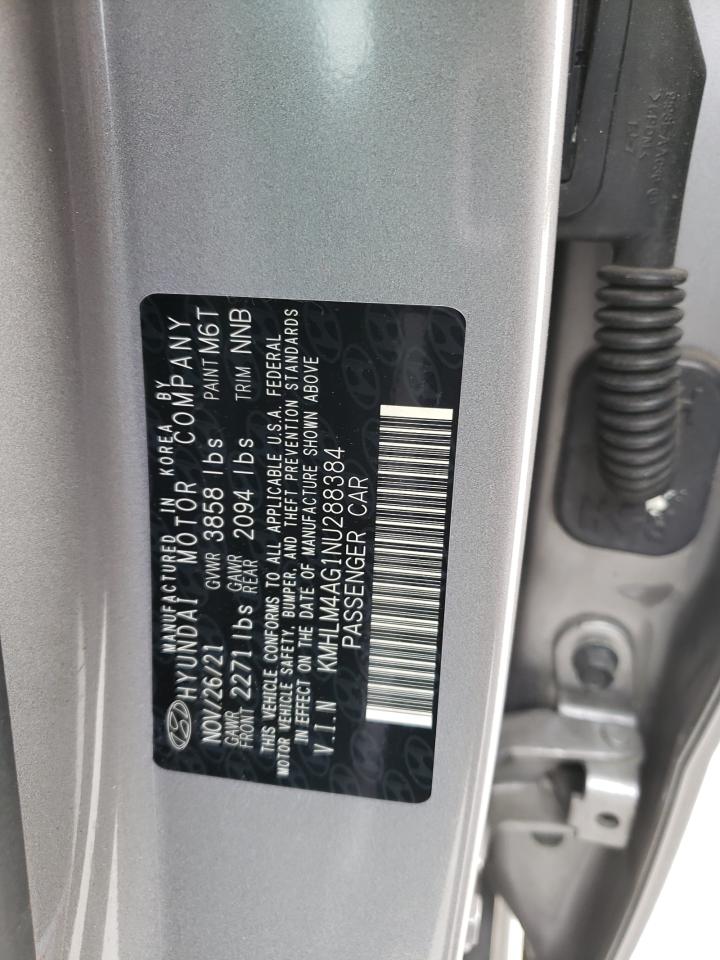 MANUFACTURED IN KOREA BY
HYUNDAI MOTOR COMPANY
NOV/26/21 GVWR 3858 lbs PAINT M6T
GAWR FRONT 2271 lbs GAWR REAR 2094 lbs TRIM NNB
THIS VEHICLE CONFORMS TO ALL APPLICABLE U.S.A. FEDERAL
MOTOR VEHICLE SAFETY, BUMPER, AND THEFT PREVENTION STANDARDS
IN EFFECT ON THE DATE OF MANUFACTURE SHOWN ABOVE
V.I.N KMHLM4AG1NU288384
PASSENGER CAR